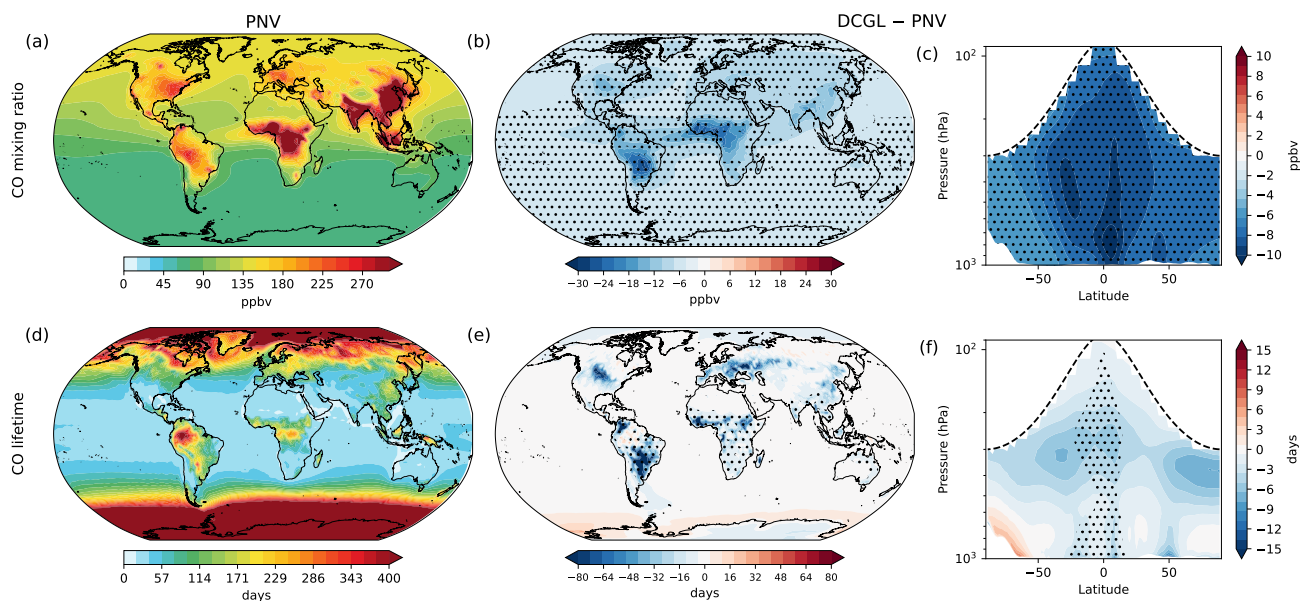 PNV
DCGL − PNV
(a)
(b)
(c)
CO mixing ratio
0 45 90 135 180 225 270
ppbv
−30 −24 −18 −12 −6 0 6 12 18 24 30
ppbv
Pressure (hPa)
10²
10³
−50 0 50
Latitude
10
8
6
4
2
0
−2
−4
−6
−8
−10
ppbv
(d)
(e)
(f)
CO lifetime
0 57 114 171 229 286 343 400
days
−80 −64 −48 −32 −16 0 16 32 48 64 80
days
Pressure (hPa)
10²
10³
−50 0 50
Latitude
15
12
9
6
3
0
−3
−6
−9
−12
−15
days